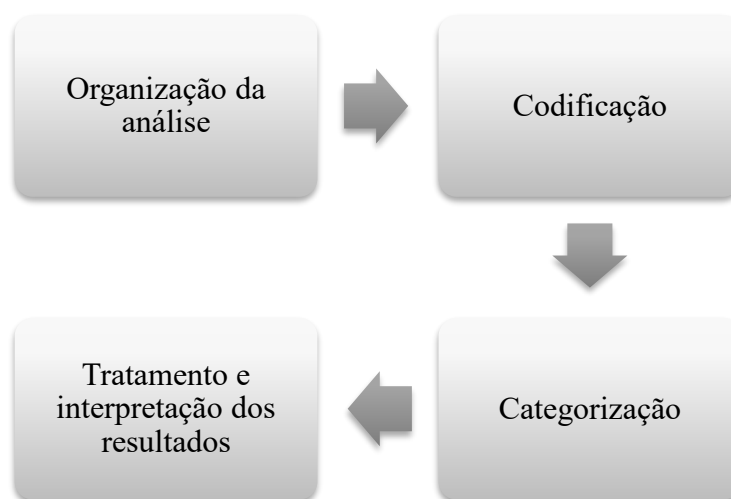 Organização da
análise
Codificação
Categorização
Tratamento e
interpretação dos
resultados